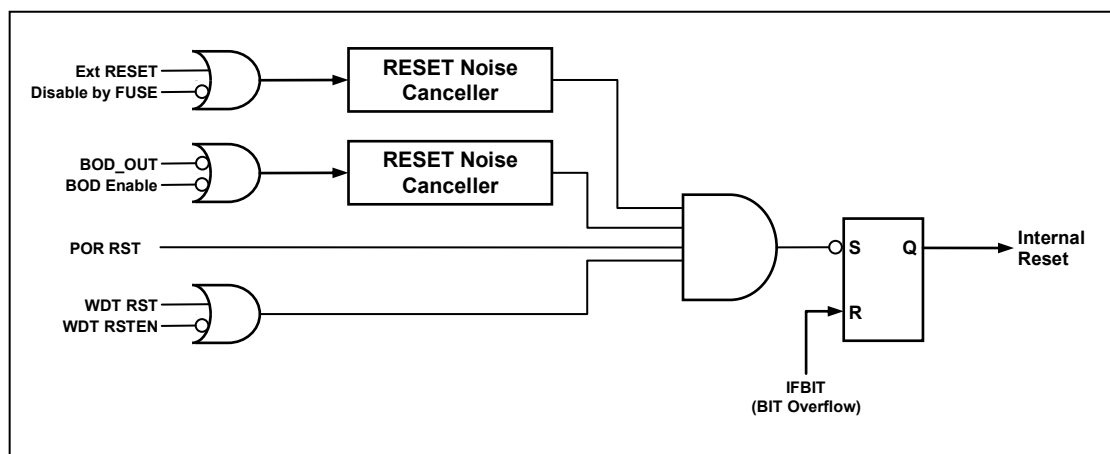 Ext RESET
Disable by FUSE
RESET Noise
Canceller
BOD_OUT
BOD Enable
RESET Noise
Canceller
POR RST
WDT RST
WDT RSTEN
S
Q
R
Internal
Reset
IFBIT
(BIT Overflow)